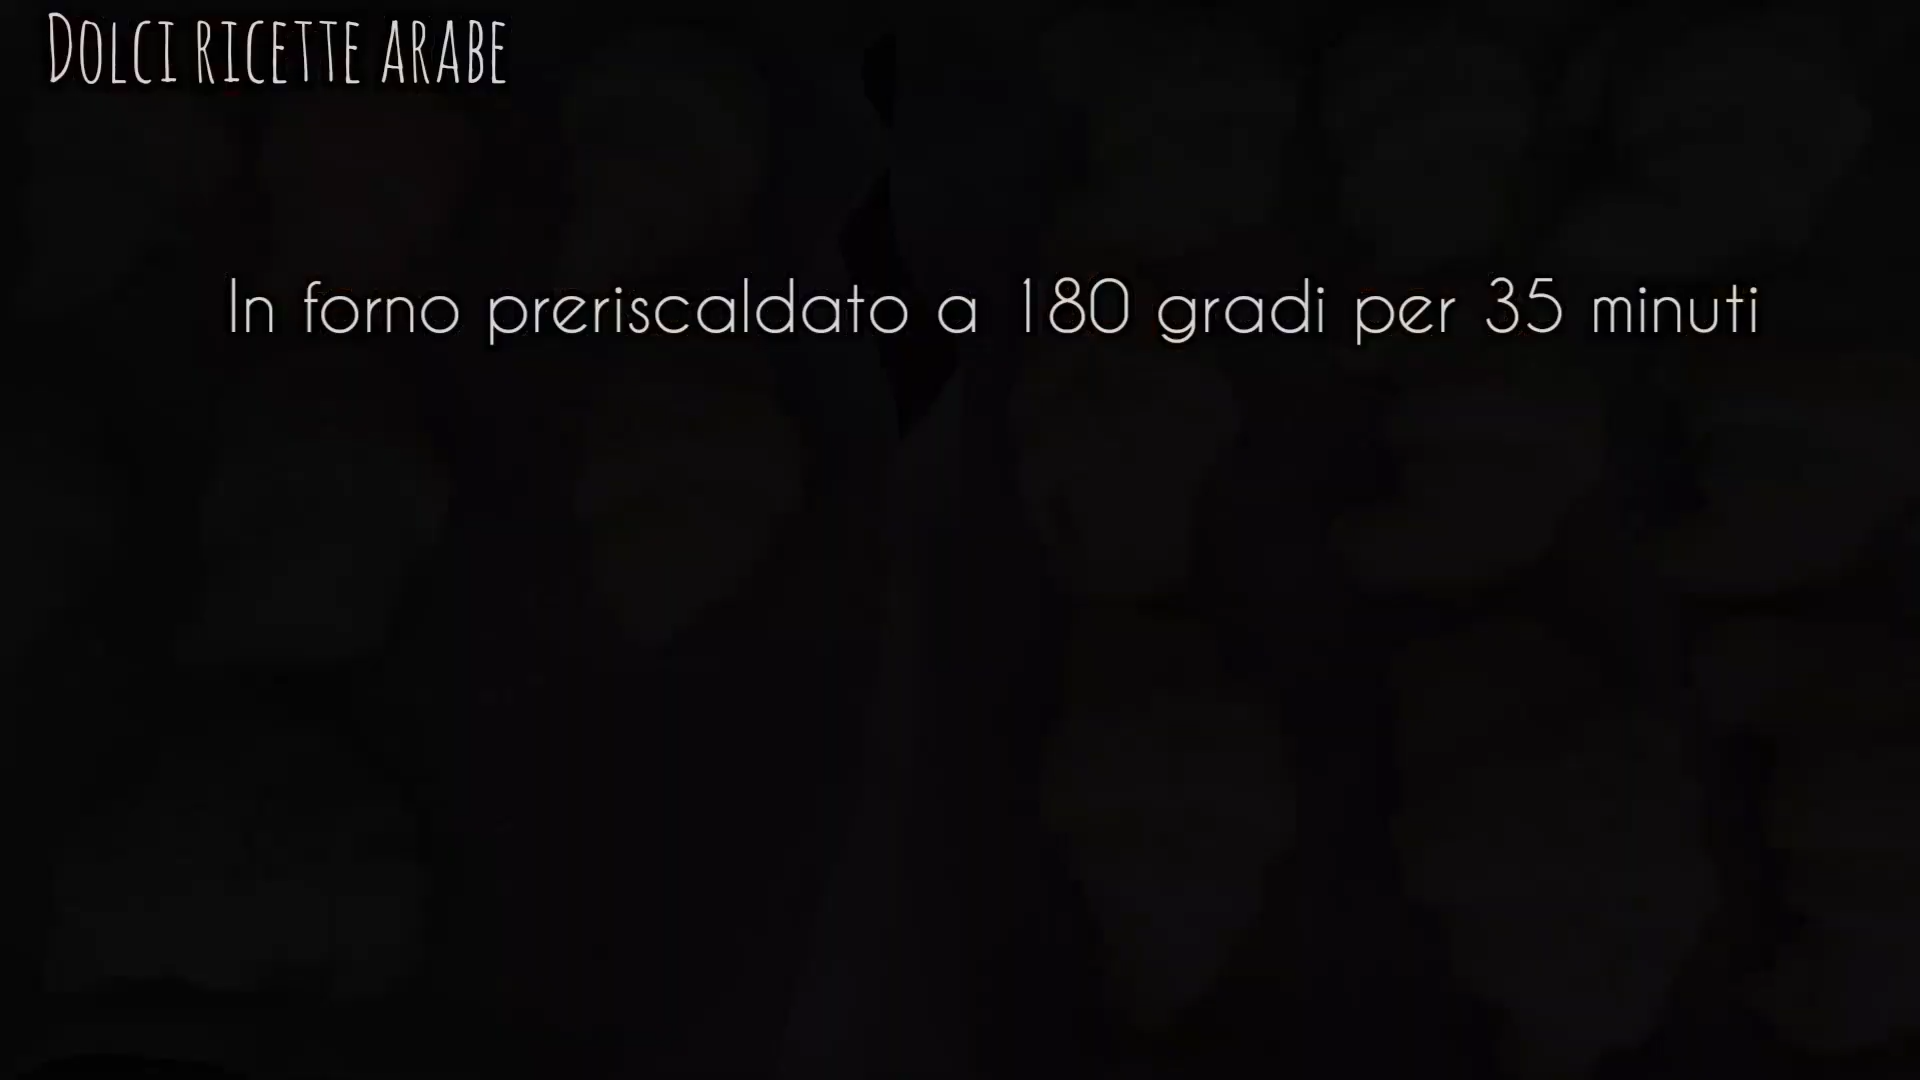 DOLCI RICETTE ARABE
In forno preriscaldato a 180 gradi per 35 minuti